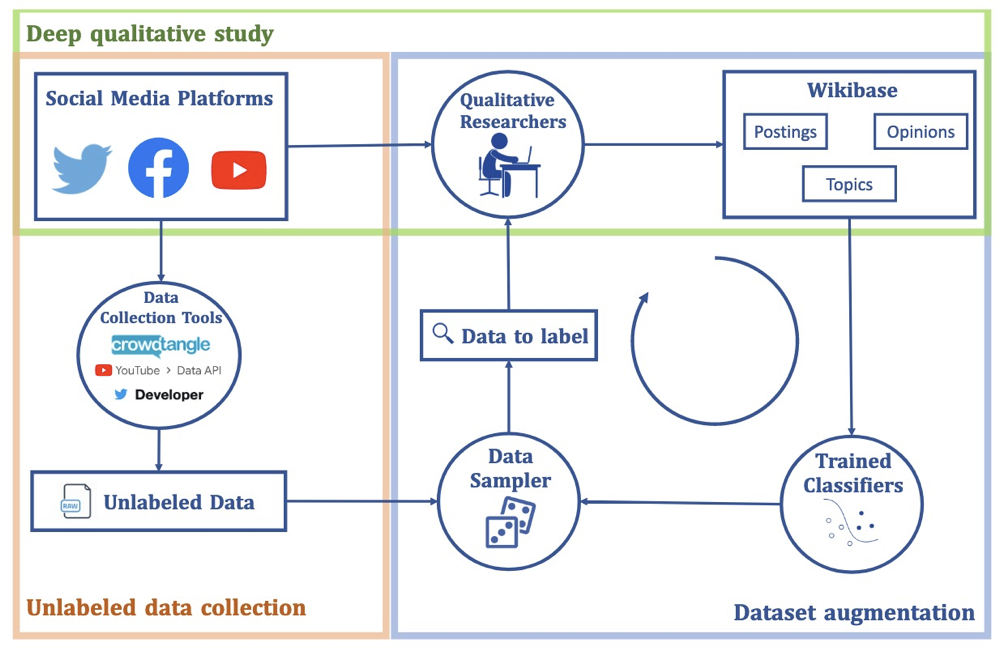 Deep qualitative study
Social Media Platforms
Qualitative
Researchers
Wikibase
Postings
Opinions
Topics
Data
Collection Tools
crowdtangle
YouTube > Data API
Developer
Data to label
RAW
Unlabeled Data
Data
Sampler
Trained
Classifiers
Unlabeled data collection
Dataset augmentation